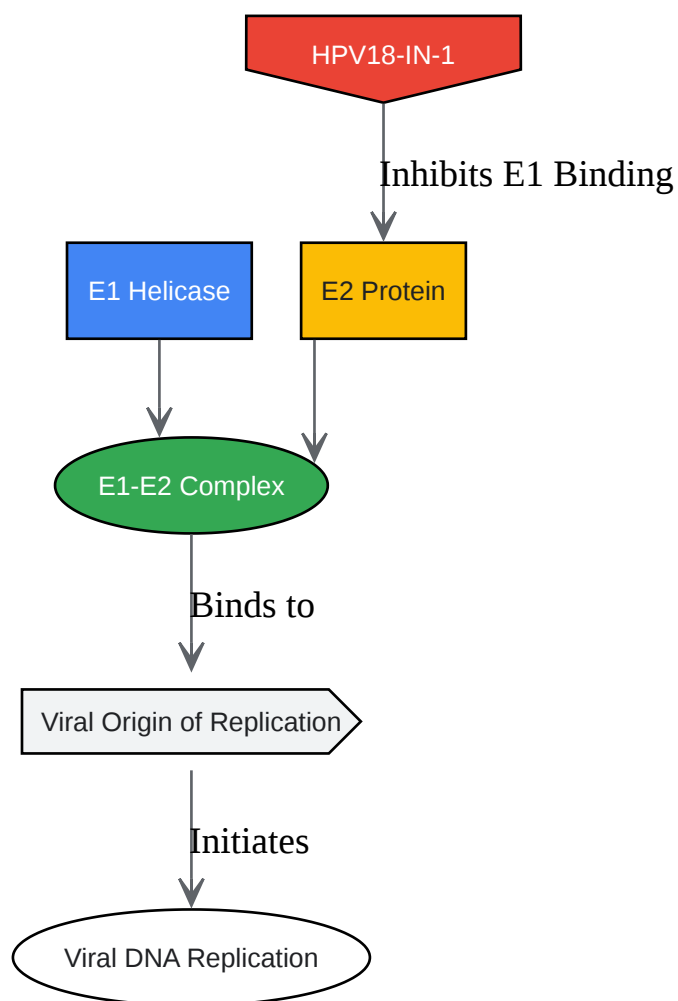 HPV18-IN-1
Inhibits E1 Binding
E1 Helicase
E2 Protein
E1-E2 Complex
Binds to
Viral Origin of Replication
Initiates
Viral DNA Replication